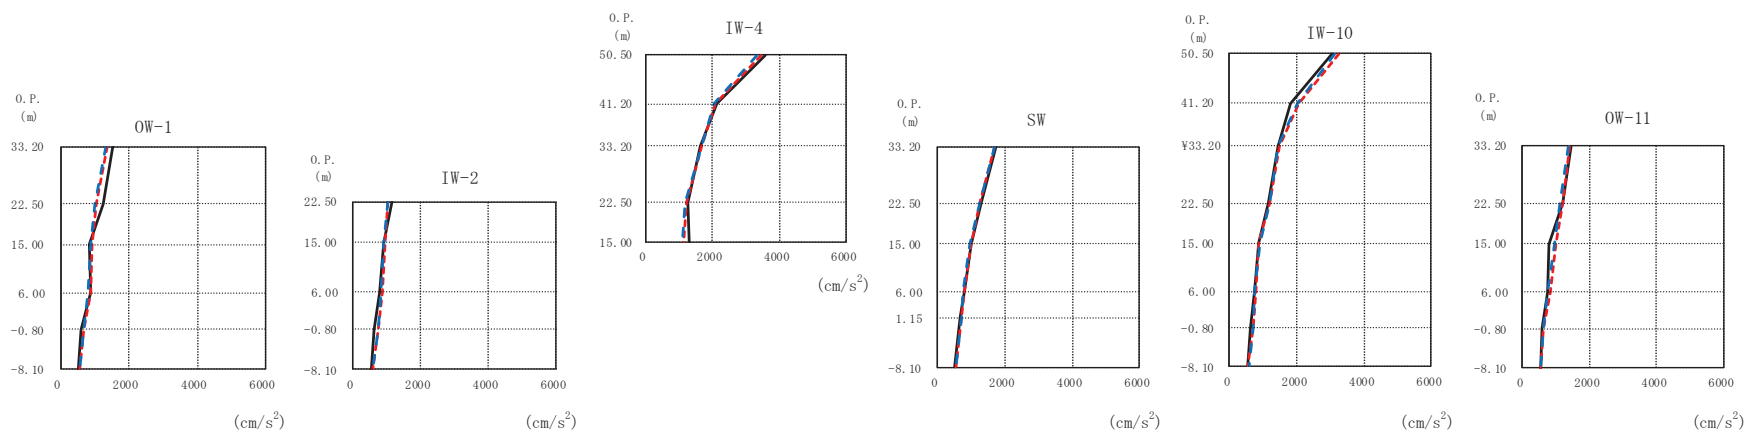 O.P.
(m)
OW-1
33.20
22.50
15.00
6.00
-0.80
-8.10
0
2000
4000
6000
(cm/s²)
O.P.
(m)
IW-2
22.50
15.00
6.00
-0.80
-8.10
0
2000
4000
6000
(cm/s²)
O.P.
(m)
IW-4
50.50
41.20
33.20
22.50
15.00
0
2000
4000
6000
(cm/s²)
O.P.
(m)
SW
33.20
22.50
15.00
6.00
1.15
-8.10
0
2000
4000
6000
(cm/s²)
O.P.
(m)
IW-10
50.50
41.20
¥33.20
22.50
15.00
6.00
-0.80
-8.10
0
2000
4000
6000
(cm/s²)
O.P.
(m)
OW-11
33.20
22.50
15.00
6.00
-0.80
-8.10
0
2000
4000
6000
(cm/s²)